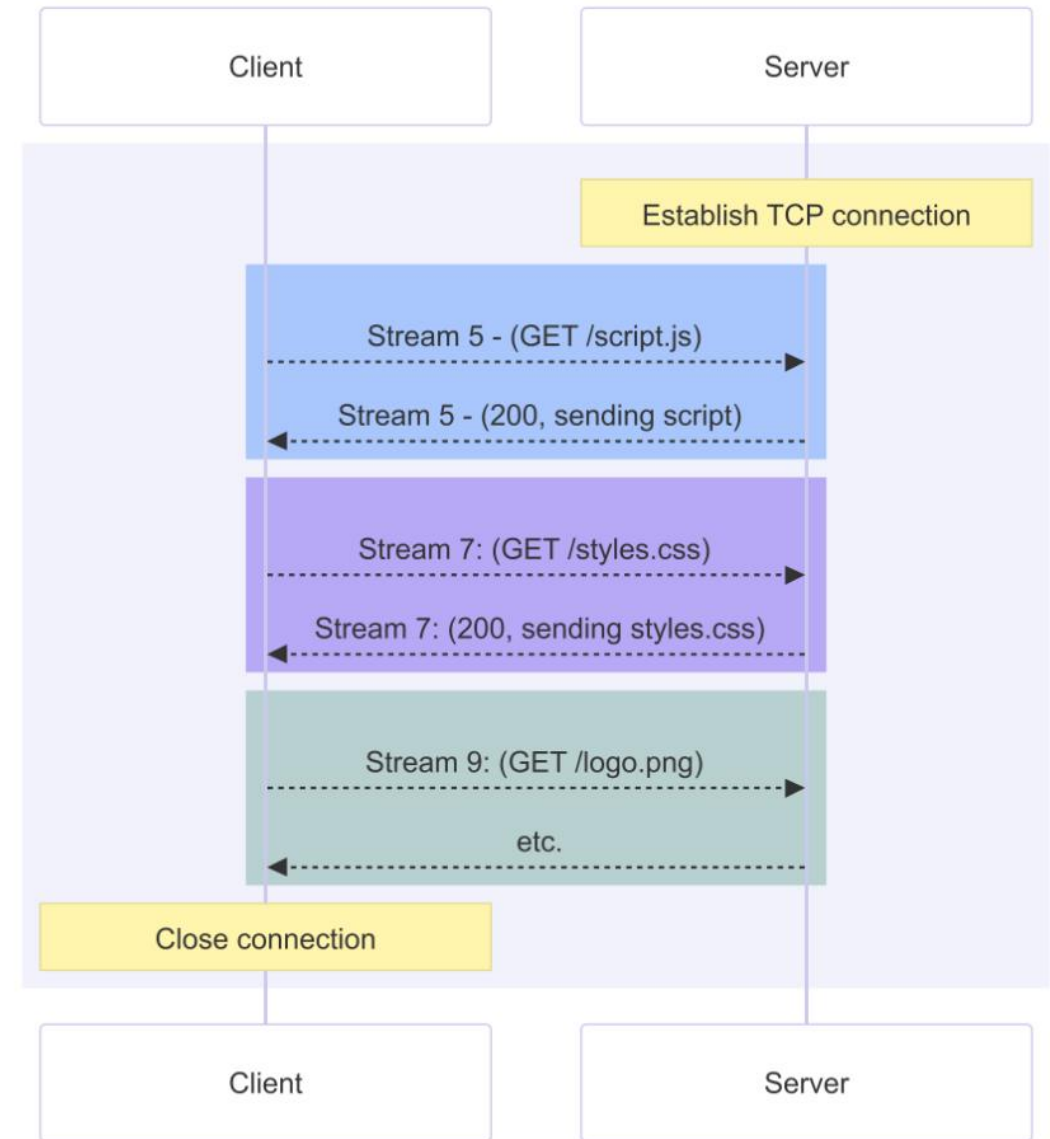 Client
Server
Establish TCP connection
Stream 5 - (GET /script.js)
Stream 5 - (200, sending script)
Stream 7: (GET /styles.css)
Stream 7: (200, sending styles.css)
Stream 9: (GET /logo.png)
etc.
Close connection
Client
Server